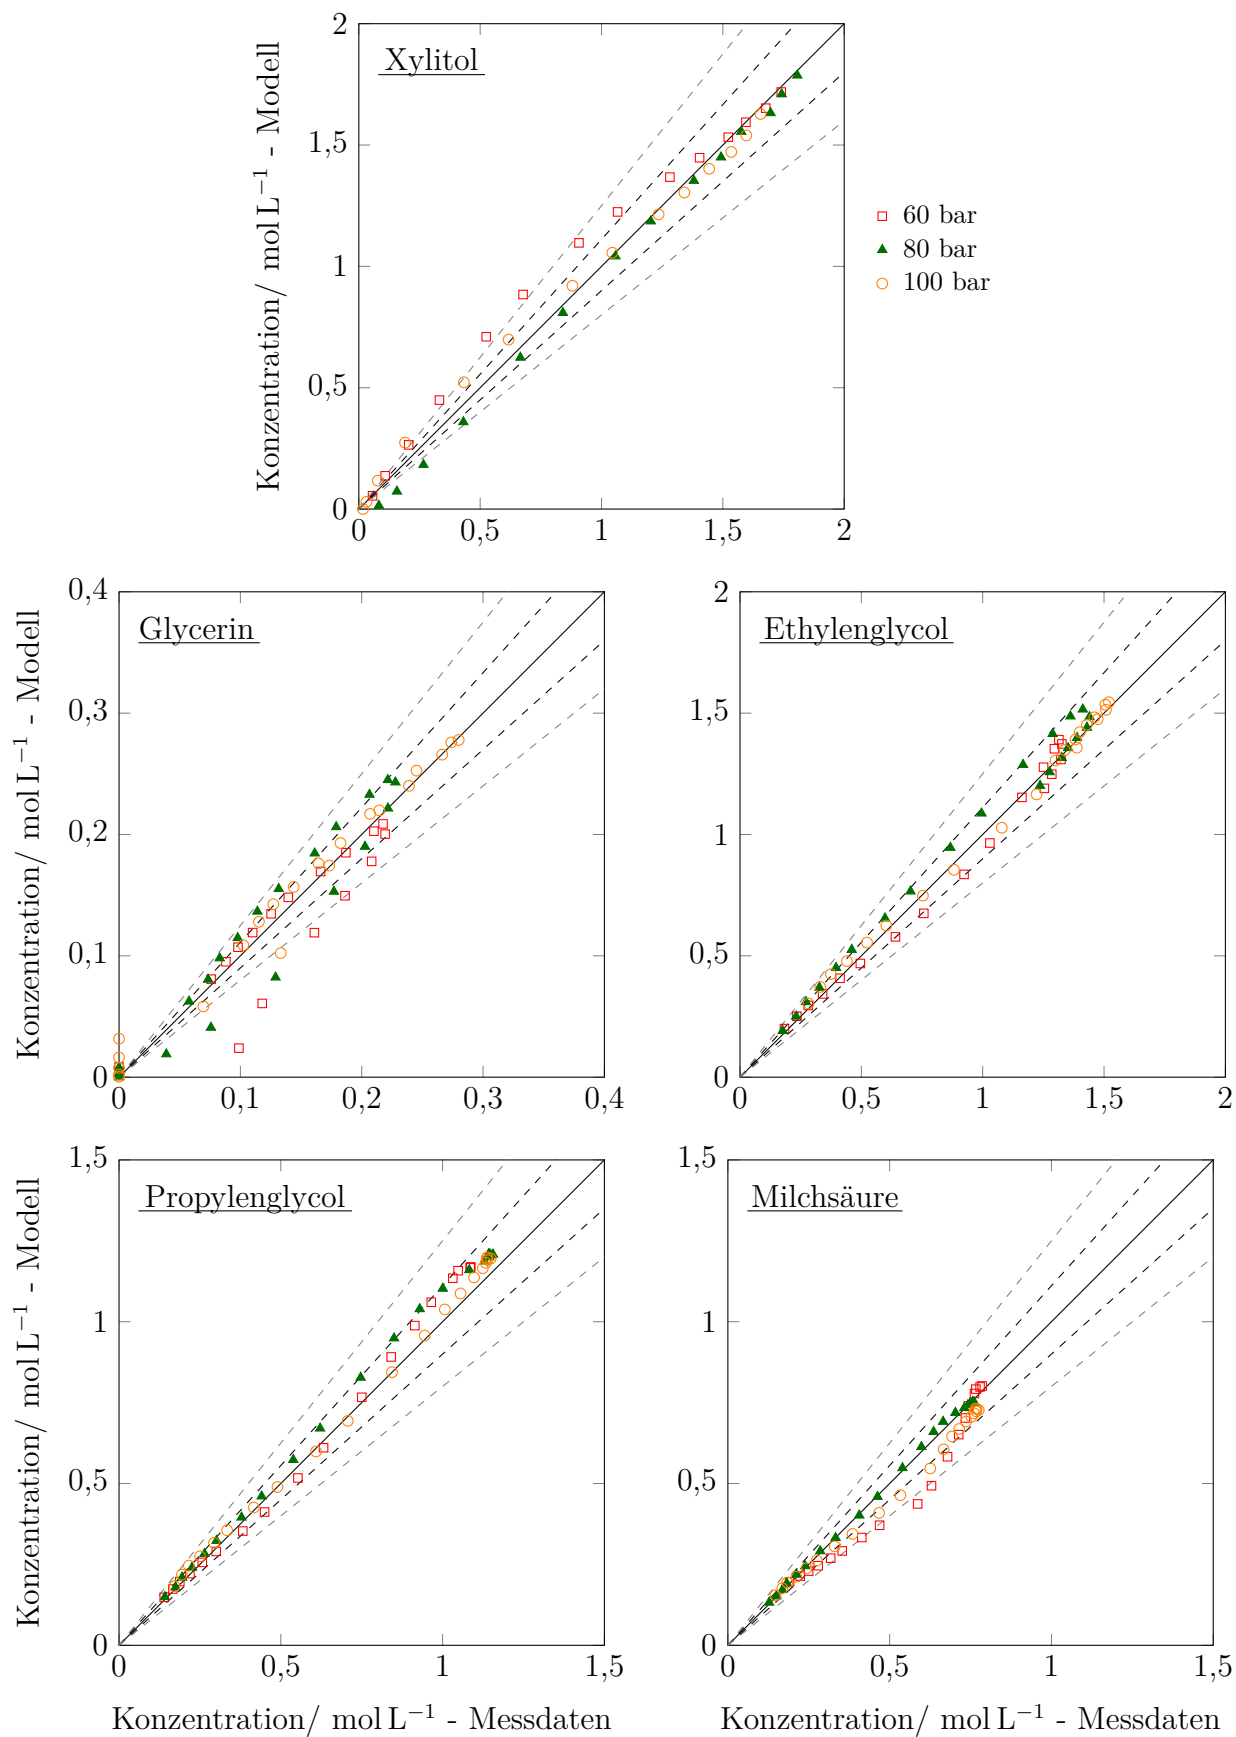 Xylitol
Konzentration/ mol L⁻¹ - Modell
2
1,5
1
0,5
0
0 0,5 1 1,5 2
60 bar
80 bar
100 bar
Glycerin
Konzentration/ mol L⁻¹ - Modell
0,4
0,3
0,2
0,1
0
0 0,1 0,2 0,3 0,4
Ethylenglycol
2
1,5
1
0,5
0
0 0,5 1 1,5 2
Propylenglycol
Konzentration/ mol L⁻¹ - Modell
1,5
1
0,5
0
0 0,5 1 1,5
Konzentration/ mol L⁻¹ - Messdaten
Milchsäure
1,5
1
0,5
0
0 0,5 1 1,5
Konzentration/ mol L⁻¹ - Messdaten